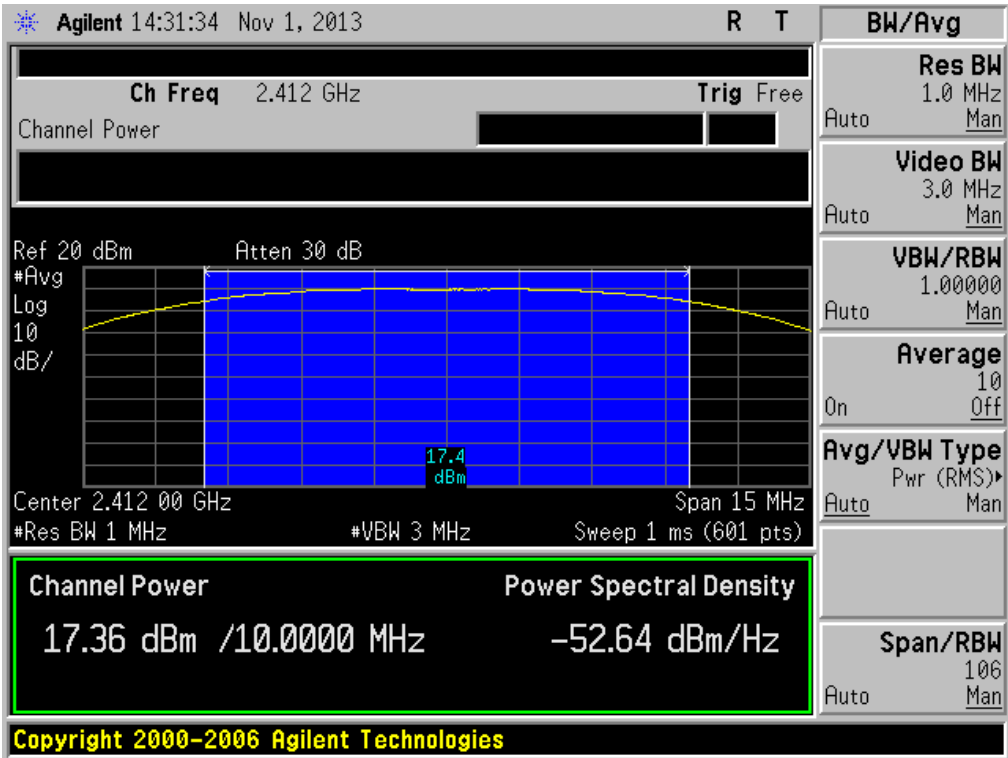 Agilent 14:31:34 Nov 1, 2013 R T
Ch Freq 2.412 GHz Trig Free
Channel Power
Ref 20 dBm Atten 30 dB
#Avg
Log
10
dB/
17.4
dBm
Center 2.412 00 GHz Span 15 MHz
#Res BW 1 MHz #VBW 3 MHz Sweep 1 ms (601 pts)
Channel Power Power Spectral Density
17.36 dBm /10.0000 MHz -52.64 dBm/Hz
Copyright 2000-2006 Agilent Technologies
BW/Avg
Res BW
1.0 MHz
Auto Man
Video BW
3.0 MHz
Auto Man
VBW/RBW
1.00000
Auto Man
Average
10
On Off
Avg/VBW Type
Pwr (RMS)▸
Auto Man
Span/RBW
106
Auto Man